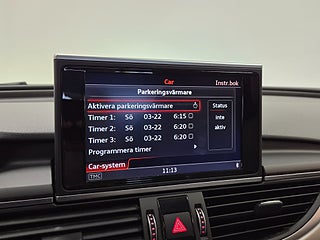 Car
Instr.bok
Parkeringsvärmare
Aktivera parkeringsvärmare
Status
Timer 1: Sö 03-22 6:15
inte
Timer 2: Sö 03-22 6:20
aktiv
Timer 3: Sö 03-22 6:20
Programmera timer
Car-system
TMC
11:13